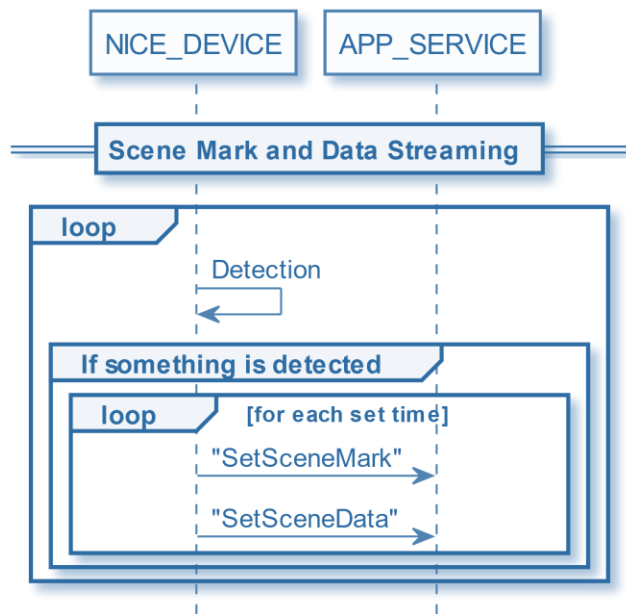 NICE_DEVICE
APP_SERVICE
Scene Mark and Data Streaming
loop
Detection
If something is detected
loop
[for each set time]
"SetSceneMark"
"SetSceneData"